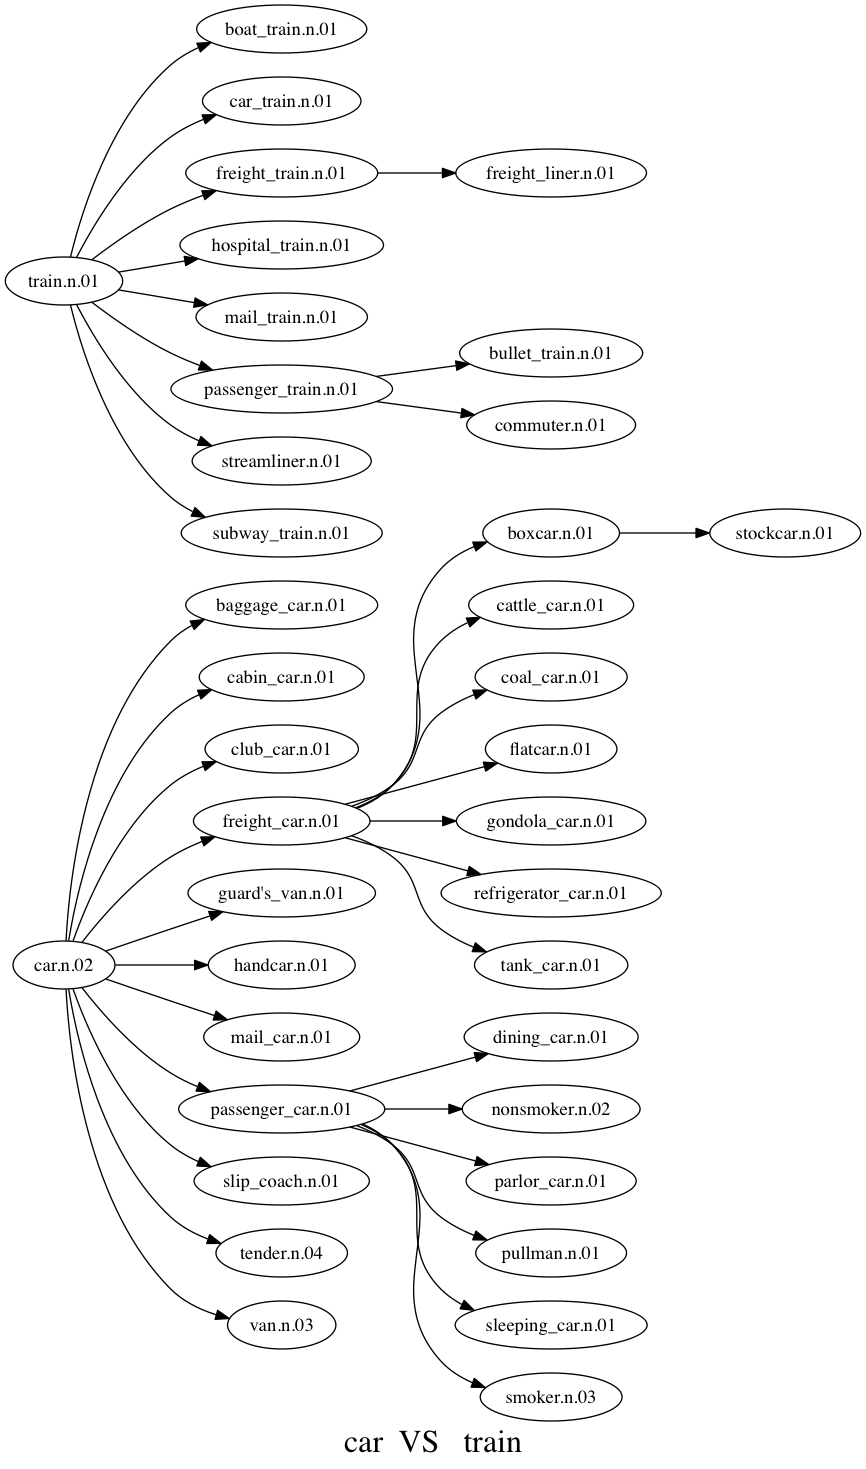 boat_train.n.01
car_train.n.01
freight_train.n.01
freight_liner.n.01
hospital_train.n.01
train.n.01
mail_train.n.01
bullet_train.n.01
passenger_train.n.01
commuter.n.01
streamliner.n.01
subway_train.n.01
boxcar.n.01
stockcar.n.01
baggage_car.n.01
cattle_car.n.01
cabin_car.n.01
coal_car.n.01
club_car.n.01
flatcar.n.01
freight_car.n.01
gondola_car.n.01
guard's_van.n.01
refrigerator_car.n.01
car.n.02
handcar.n.01
tank_car.n.01
mail_car.n.01
dining_car.n.01
passenger_car.n.01
nonsmoker.n.02
slip_coach.n.01
parlor_car.n.01
tender.n.04
pullman.n.01
van.n.03
sleeping_car.n.01
smoker.n.03
car VS train